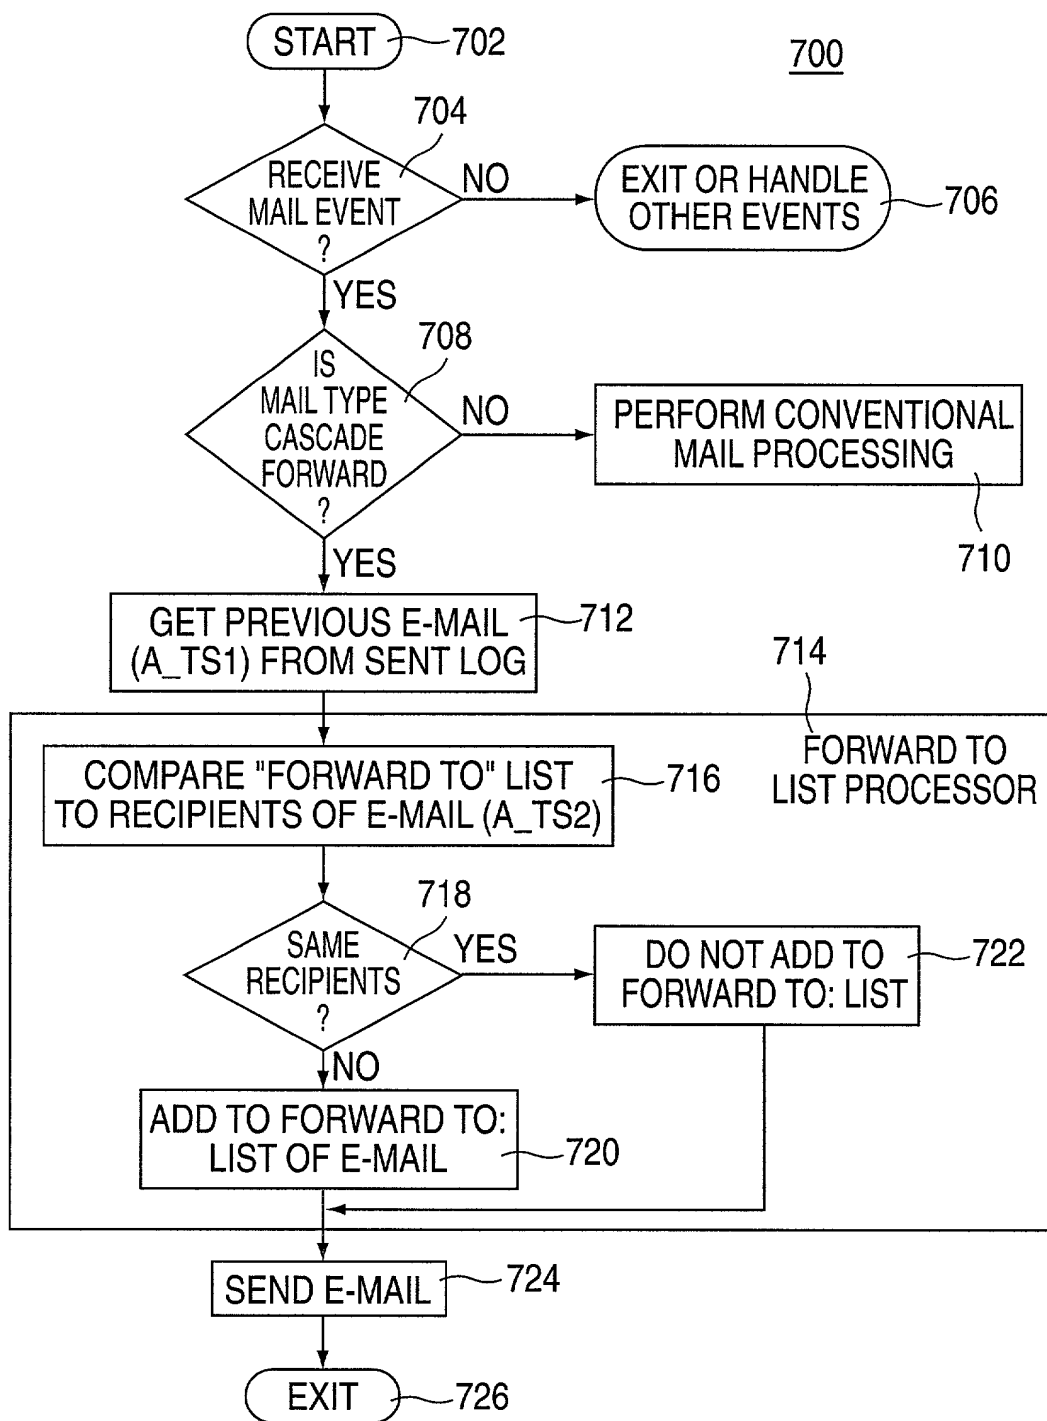 START
702
700
704
RECEIVE
MAIL EVENT
?
NO
EXIT OR HANDLE
OTHER EVENTS
706
YES
708
IS
MAIL TYPE
CASCADE
FORWARD
?
NO
PERFORM CONVENTIONAL
MAIL PROCESSING
710
YES
GET PREVIOUS E-MAIL
(A_TS1) FROM SENT LOG
712
714
FORWARD TO
LIST PROCESSOR
COMPARE "FORWARD TO" LIST
TO RECIPIENTS OF E-MAIL (A_TS2)
716
718
SAME
RECIPIENTS
?
YES
DO NOT ADD TO
FORWARD TO: LIST
722
NO
ADD TO FORWARD TO:
LIST OF E-MAIL
720
SEND E-MAIL
724
EXIT
726